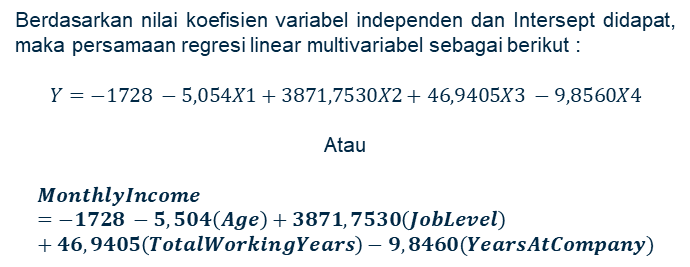 Berdasarkan nilai koefisien variabel independen dan Intersept didapat,
maka persamaan regresi linear multivariabel sebagai berikut :
Y = −1728 − 5,054X1 + 3871,7530X2 + 46,9405X3 − 9,8560X4
Atau
MonthlyIncome
= −1728 − 5,504(Age) + 3871,7530(JobLevel)
+ 46,9405(TotalWorkingYears) − 9,8460(YearsAtCompany)